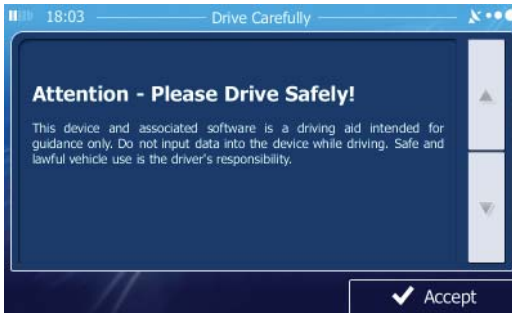 18:03 Drive Carefully
Attention - Please Drive Safely!
This device and associated software is a driving aid intended for
guidance only. Do not input data into the device while driving. Safe and
lawful vehicle use is the driver's responsibility.
Accept